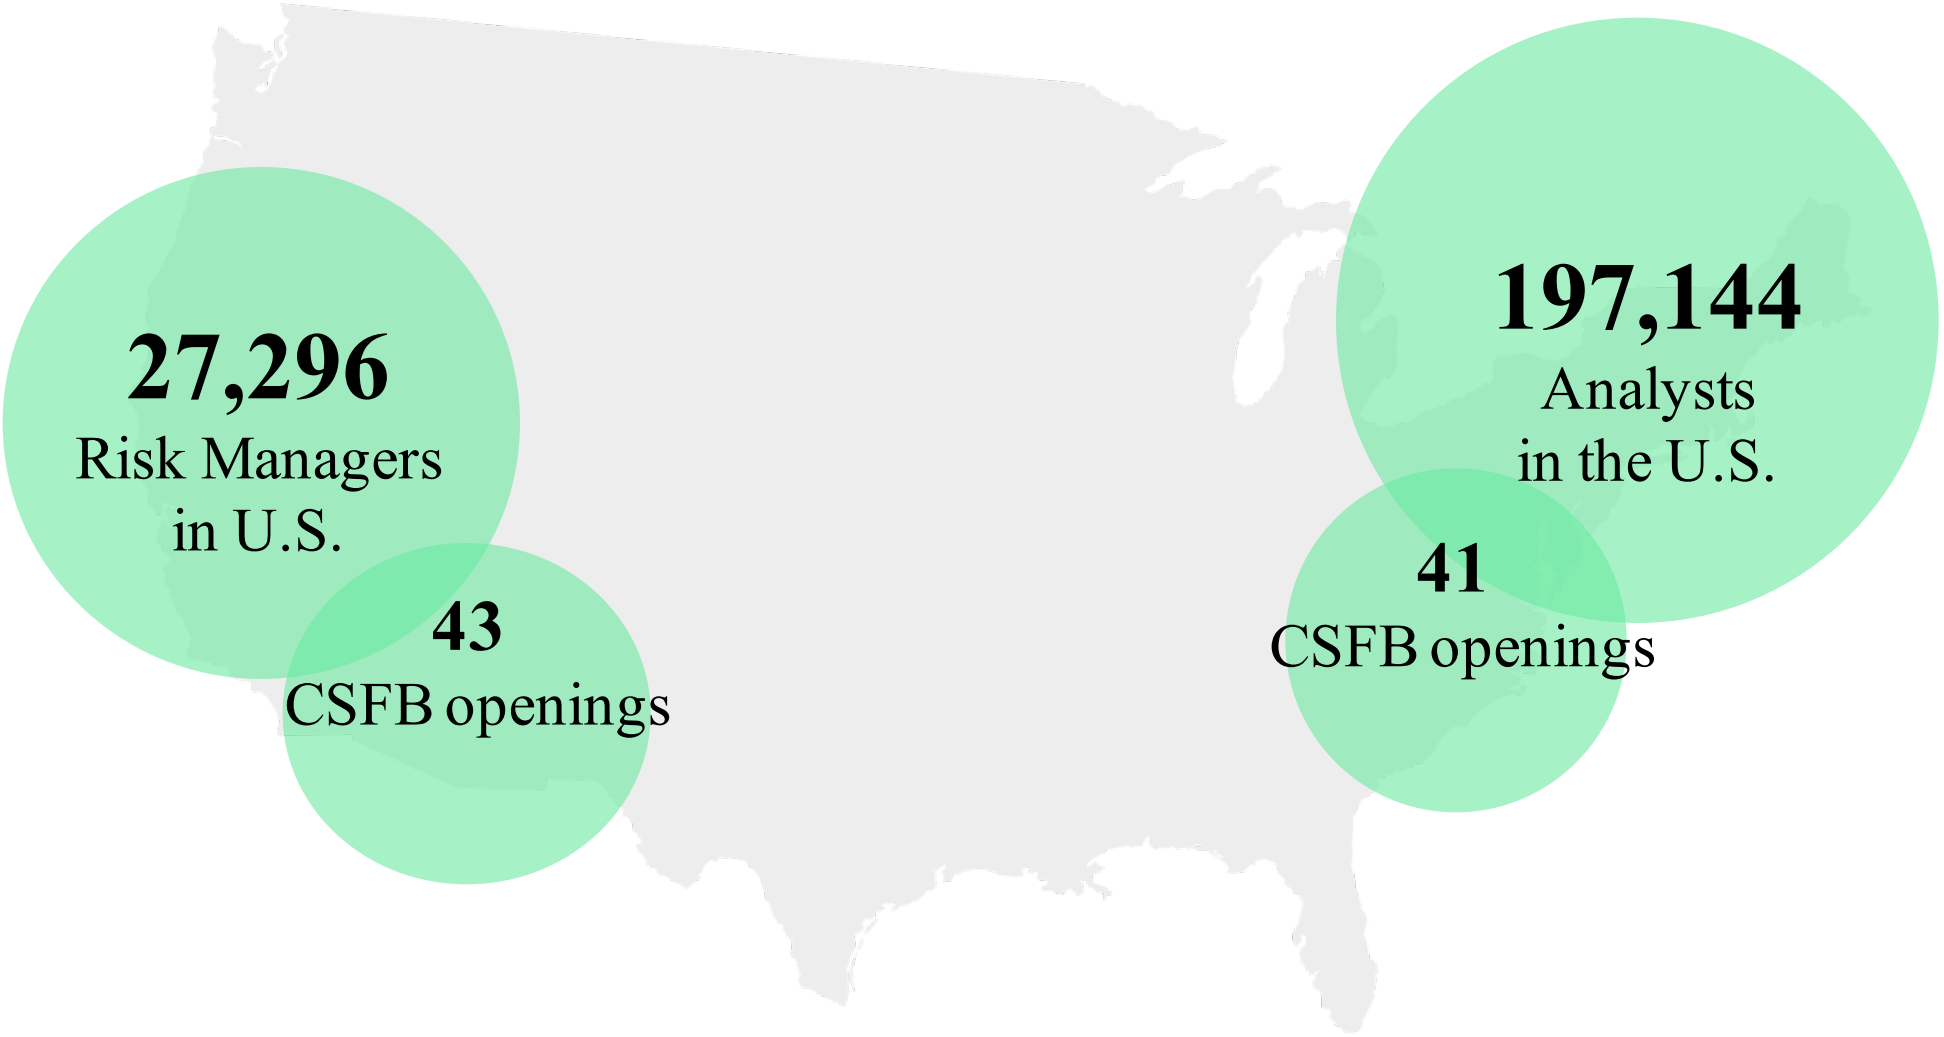 27,296
Risk Managers
in U.S.
43
CSFB openings
197,144
Analysts
in the U.S.
41
CSFB openings